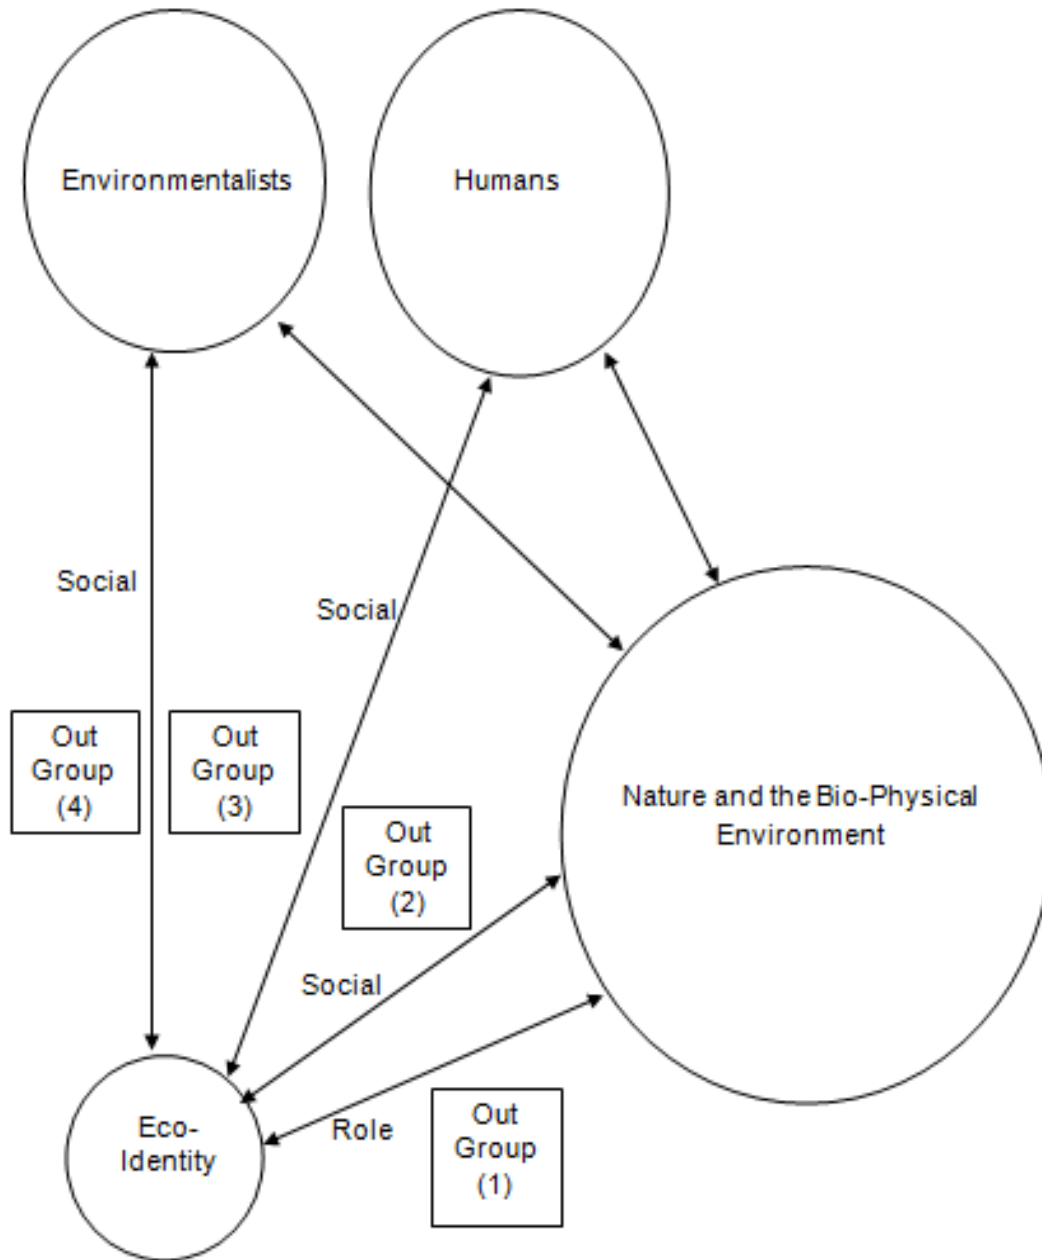 Environmentalists
Humans
Social
Social
Out
Group
(4)
Out
Group
(3)
Out
Group
(2)
Nature and the Bio-Physical
Environment
Social
Role
Out
Group
(1)
Eco-
Identity